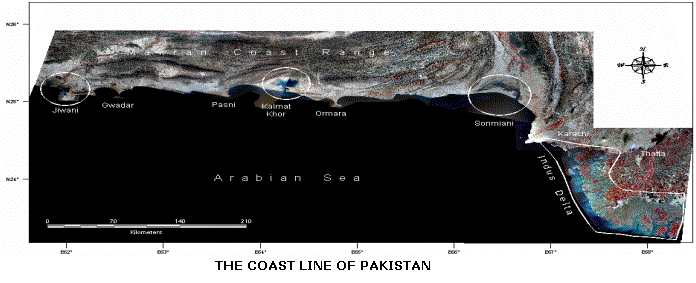 N26°
N
W E
S
Makran Coast Range
N25°
Jiwani
Gwadar
Pasni
Kalmat
Khor
Ormara
Sonmiani
Karachi
Thatta
Indus Delta
Arabian Sea
0 70 140 210
Kilometers
E62° E63° E64° E65° E66° E67° E68°
THE COAST LINE OF PAKISTAN